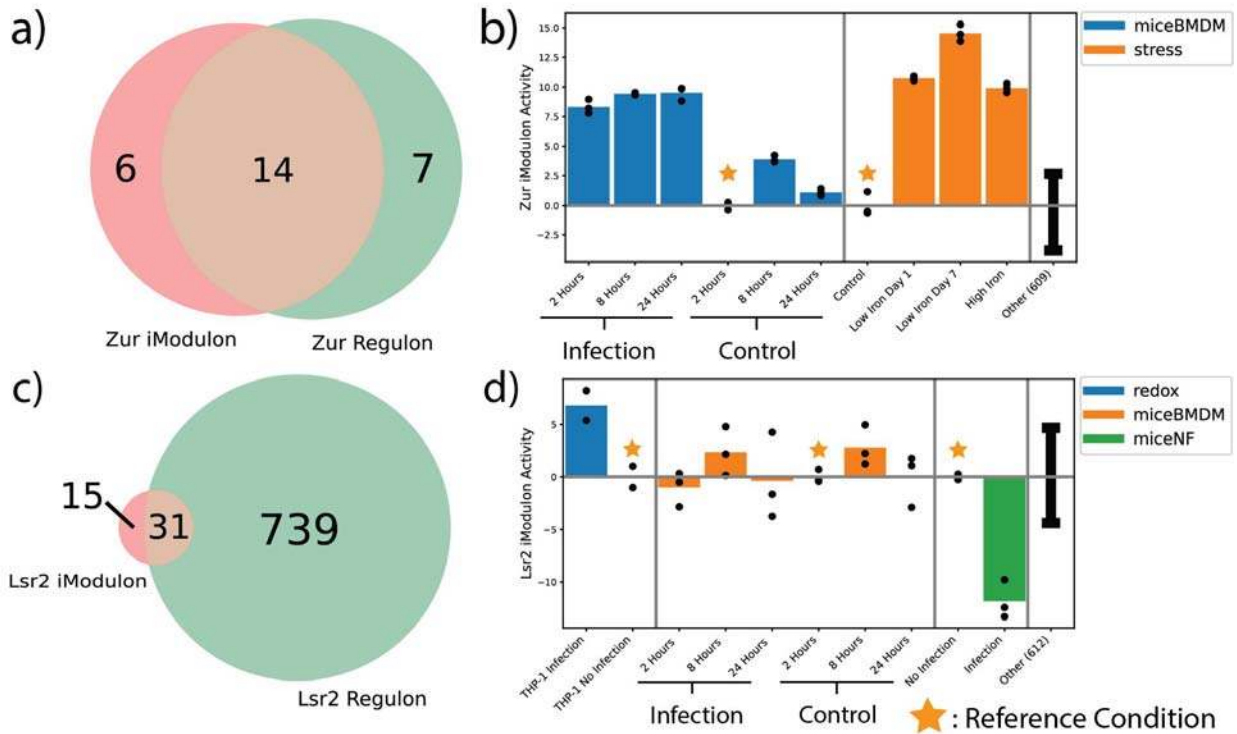 a)
6
14
7
Zur iModulon
Zur Regulon
b)
miceBMDM
stress
Zur iModulon Activity
15.0
12.5
10.0
7.5
5.0
2.5
0.0
−2.5
2 Hours
8 Hours
24 Hours
2 Hours
8 Hours
24 Hours
Control
Low Iron Day 1
Low Iron Day 7
High Iron
Other (609)
Infection
Control
c)
15
31
739
Lsr2 iModulon
Lsr2 Regulon
d)
redox
miceBMDM
miceNF
Lsr2 iModulon Activity
5
0
−5
−10
THP-1 Infection
THP-1 No Infection
2 Hours
8 Hours
24 Hours
2 Hours
8 Hours
24 Hours
No Infection
Infection
Other (612)
Infection
Control
: Reference Condition